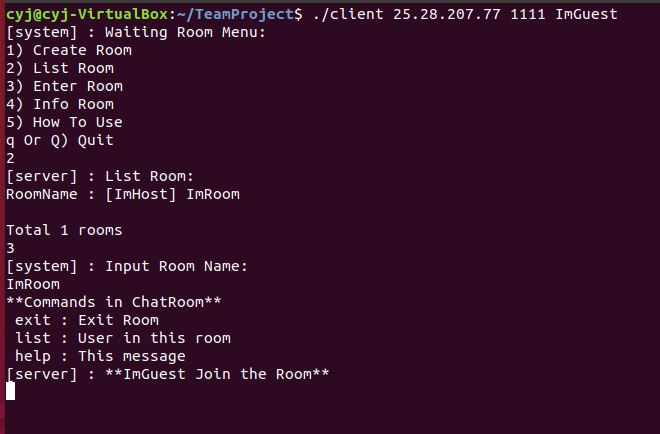 cyj@cyj-VirtualBox:~/TeamProject$ ./client 25.28.207.77 1111 ImGuest
[system] : Waiting Room Menu:
1) Create Room
2) List Room
3) Enter Room
4) Info Room
5) How To Use
q Or Q) Quit
2
[server] : List Room:
RoomName : [ImHost] ImRoom

Total 1 rooms
3
[system] : Input Room Name:
ImRoom
**Commands in ChatRoom**
 exit : Exit Room
 list : User in this room
 help : This message
[server] : **ImGuest Join the Room**